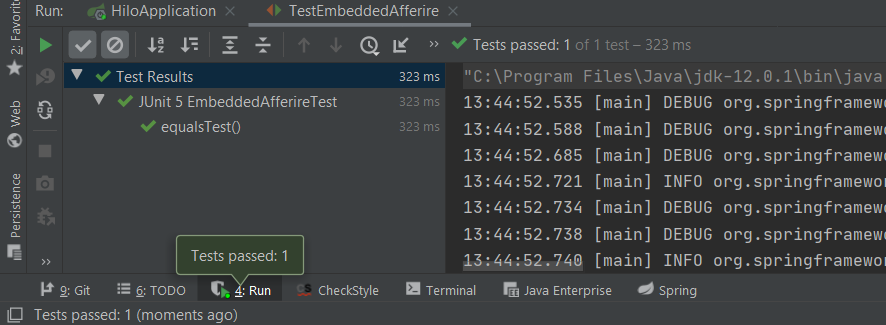 Run:
HiloApplication
TestEmbeddedAfferire
2: Favorit
Tests passed: 1 of 1 test – 323 ms
Test Results 323 ms
"C:\Program Files\Java\jdk-12.0.1\bin\java
JUnit 5 EmbeddedAfferireTest 323 ms
13:44:52.535 [main] DEBUG org.springframewo
Web
equalsTest() 323 ms
13:44:52.588 [main] DEBUG org.springframewo
13:44:52.685 [main] DEBUG org.springframewo
13:44:52.721 [main] INFO org.springframewor
Persistence
13:44:52.734 [main] DEBUG org.springframewo
13:44:52.738 [main] DEBUG org.springframewo
13:44:52.740 [main] INFO org.springframewor
Tests passed: 1
9: Git
6: TODO
4: Run
CheckStyle
Terminal
Java Enterprise
Spring
Tests passed: 1 (moments ago)